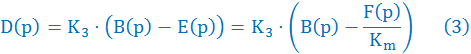 D(p) = K₃ · (B(p) − E(p)) = K₃ · (B(p) − F(p)/Kₘ) (3)